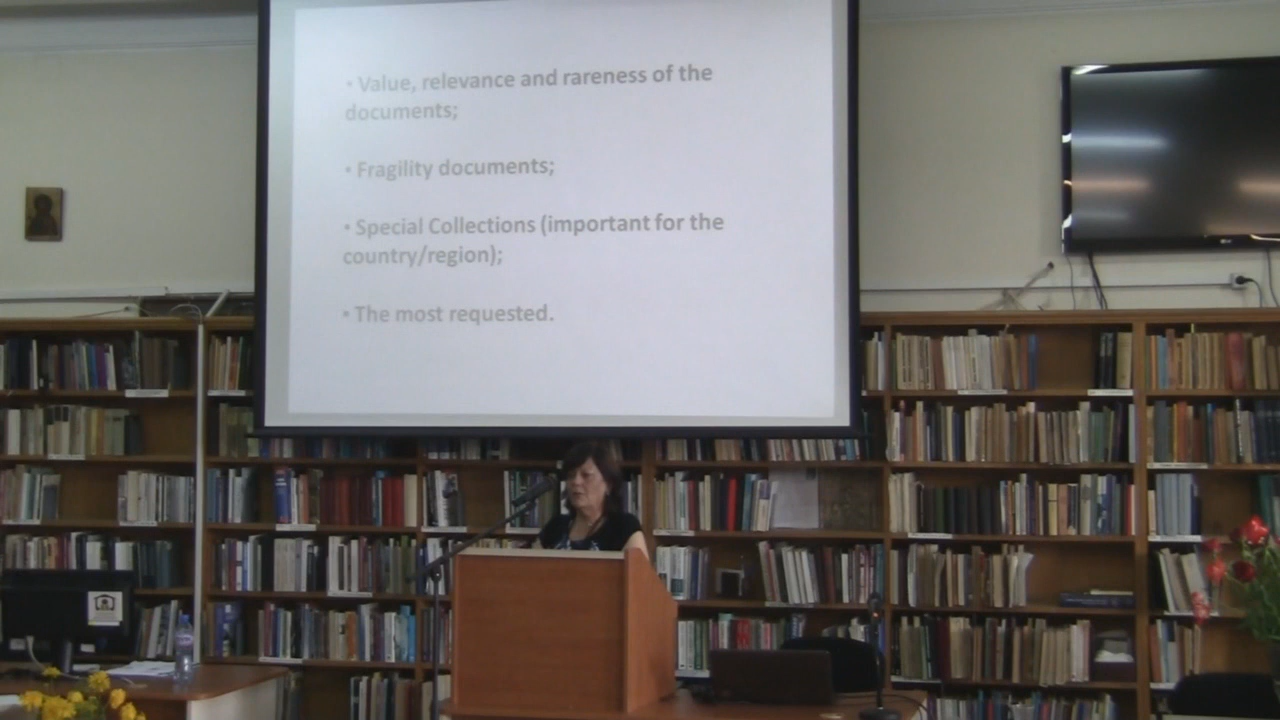 • Value, relevance and rareness of the
documents;
• Fragility documents;
• Special Collections (important for the
country/region);
• The most requested.